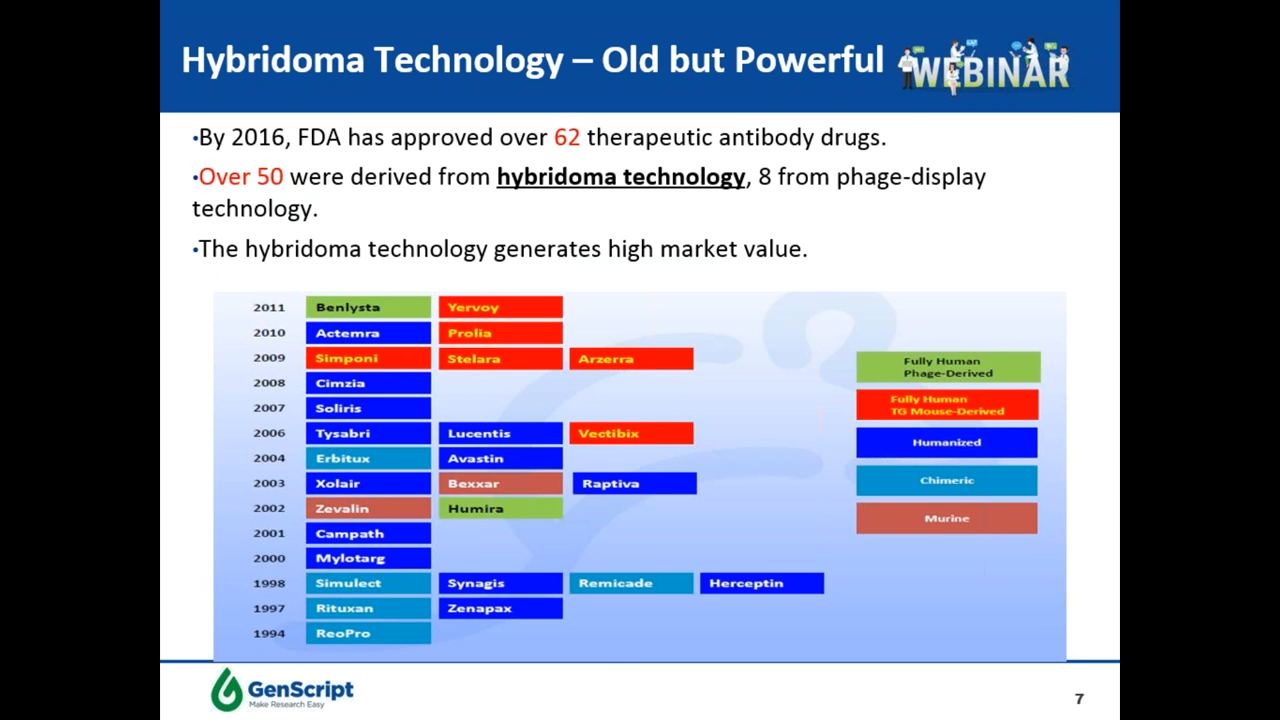 Hybridoma Technology – Old but Powerful
WEBINAR
•By 2016, FDA has approved over 62 therapeutic antibody drugs.
•Over 50 were derived from hybridoma technology, 8 from phage-display
technology.
•The hybridoma technology generates high market value.
2011 Benlysta Yervoy
2010 Actemra Prolia
2009 Simponi Stelara Arzerra
2008 Cimzia
2007 Soliris
2006 Tysabri Lucentis Vectibix
2004 Erbitux Avastin
2003 Xolair Bexxar Raptiva
2002 Zevalin Humira
2001 Campath
2000 Mylotarg
1998 Simulect Synagis Remicade Herceptin
1997 Rituxan Zenapax
1994 ReoPro
Fully Human
Phage-Derived
Fully Human
TG Mouse-Derived
Humanized
Chimeric
Murine
GenScript
Make Research Easy
7